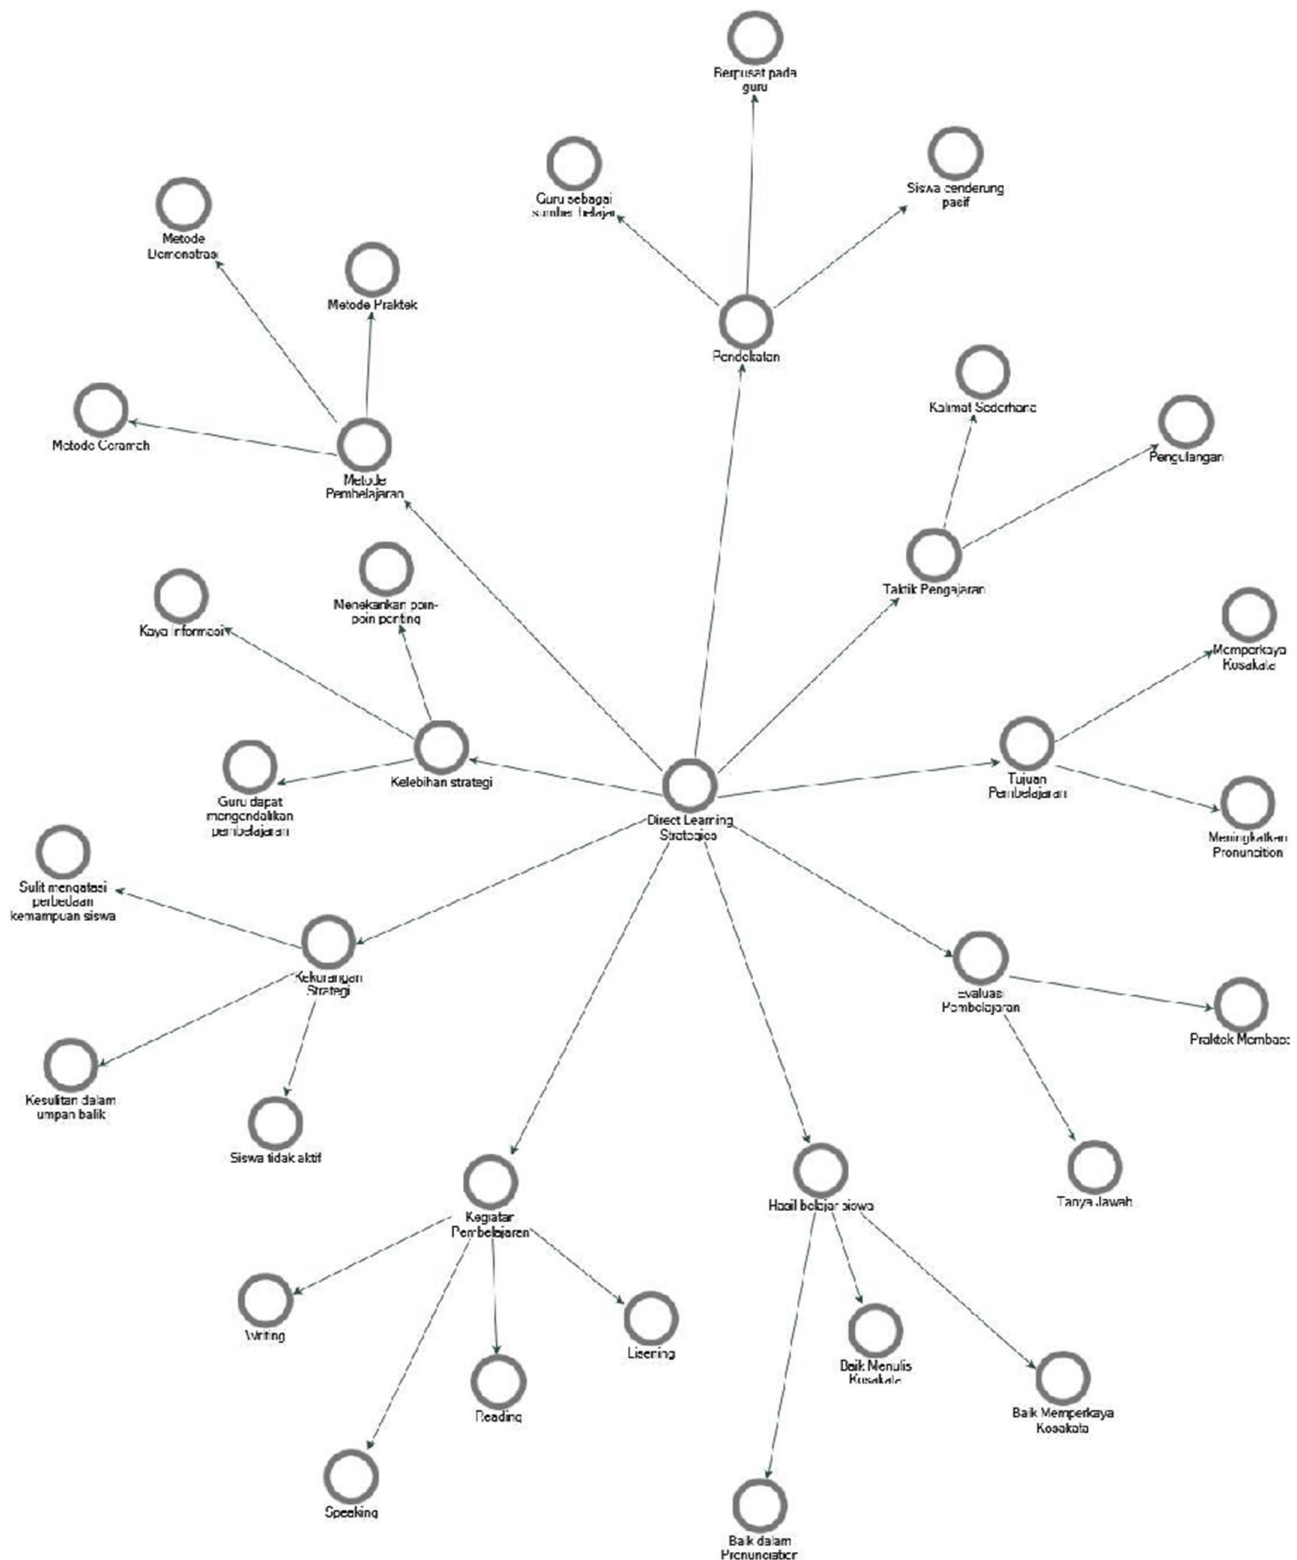 Berpusat pada
guru
Guru sebagai
sumber belajar
Siswa cenderung
pasif
Metode
Demonstrasi
Metode Praktek
Pendekatan
Kalimat Sederhana
Metode Ceramah
Pengulangan
Metode
Pembelajaran
Menekankan poin-
poin penting
Taktik Pengajaran
Kaya Informasi
Memperkaya
Kosakata
Kelebihan strategi
Tujuan
Pembelajaran
Guru dapat
mengendalikan
pembelajaran
Direct Learning
Strategies
Meningkatkan
Pronuncition
Sulit mengatasi
perbedaan
kemampuan siswa
Kekurangan
Strategi
Evaluasi
Pembelajaran
Praktek Membaca
Kesulitan dalam
umpan balik
Siswa tidak aktif
Tanya Jawab
Kegiatan
Pembelajaran
Hasil belajar siswa
Writing
Lisening
Baik Menulis
Kosakata
Reading
Baik Memperkaya
Kosakata
Speaking
Baik dalam
Pronunciation